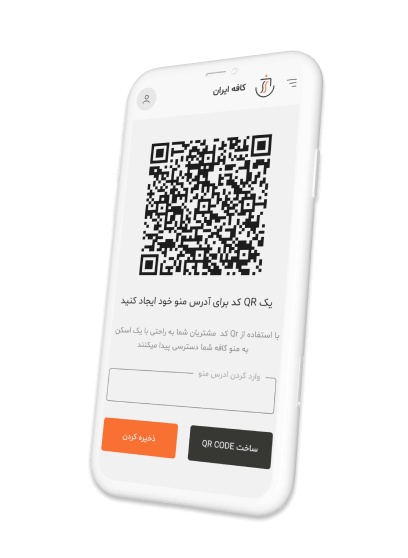 کافه ایران
یک QR کد برای آدرس منو خود ایجاد کنید
با استفاده از Qr کد مشتریان شما به راحتی با یک اسکن
به منو کافه شما دسترسی پیدا میکنند
وارد کردن ادرس منو
ساخت QR CODE
ذخیره کردن